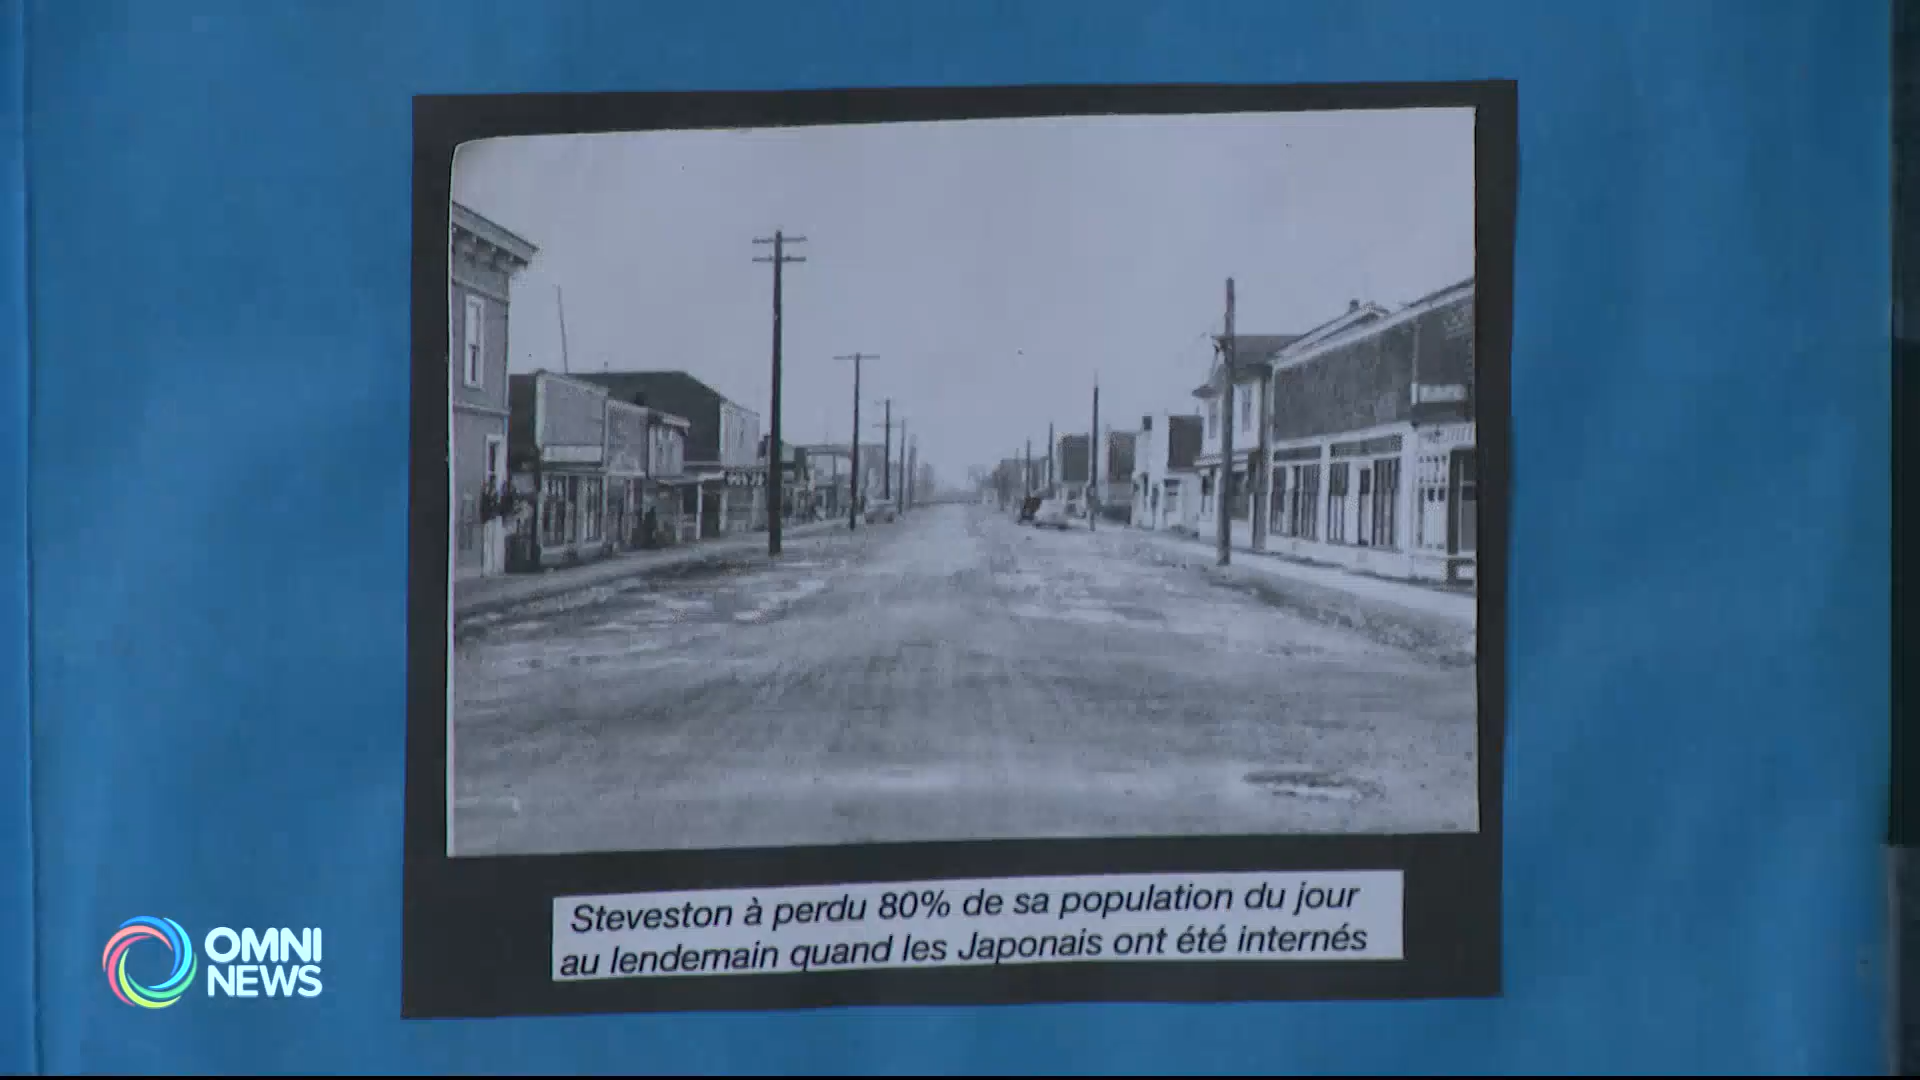 Steveston à perdu 80% de sa population du jour
au lendemain quand les Japonais ont été internés
OMNI
NEWS